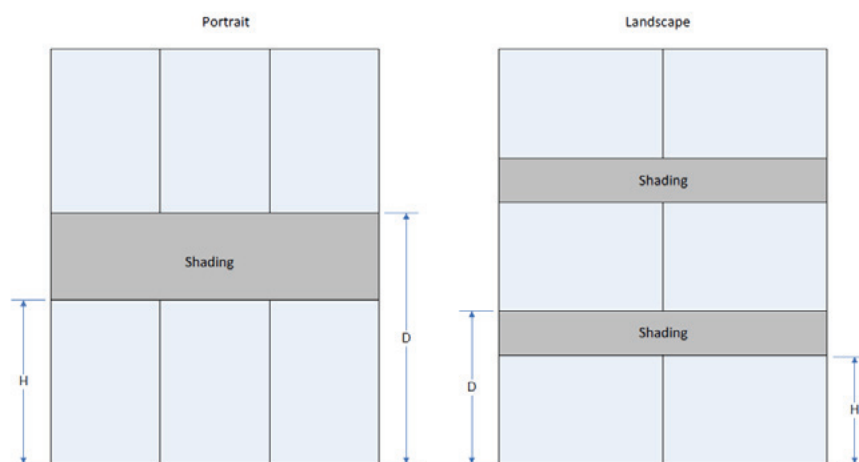 Portrait
Landscape
Shading
Shading
Shading
H
D
D
H